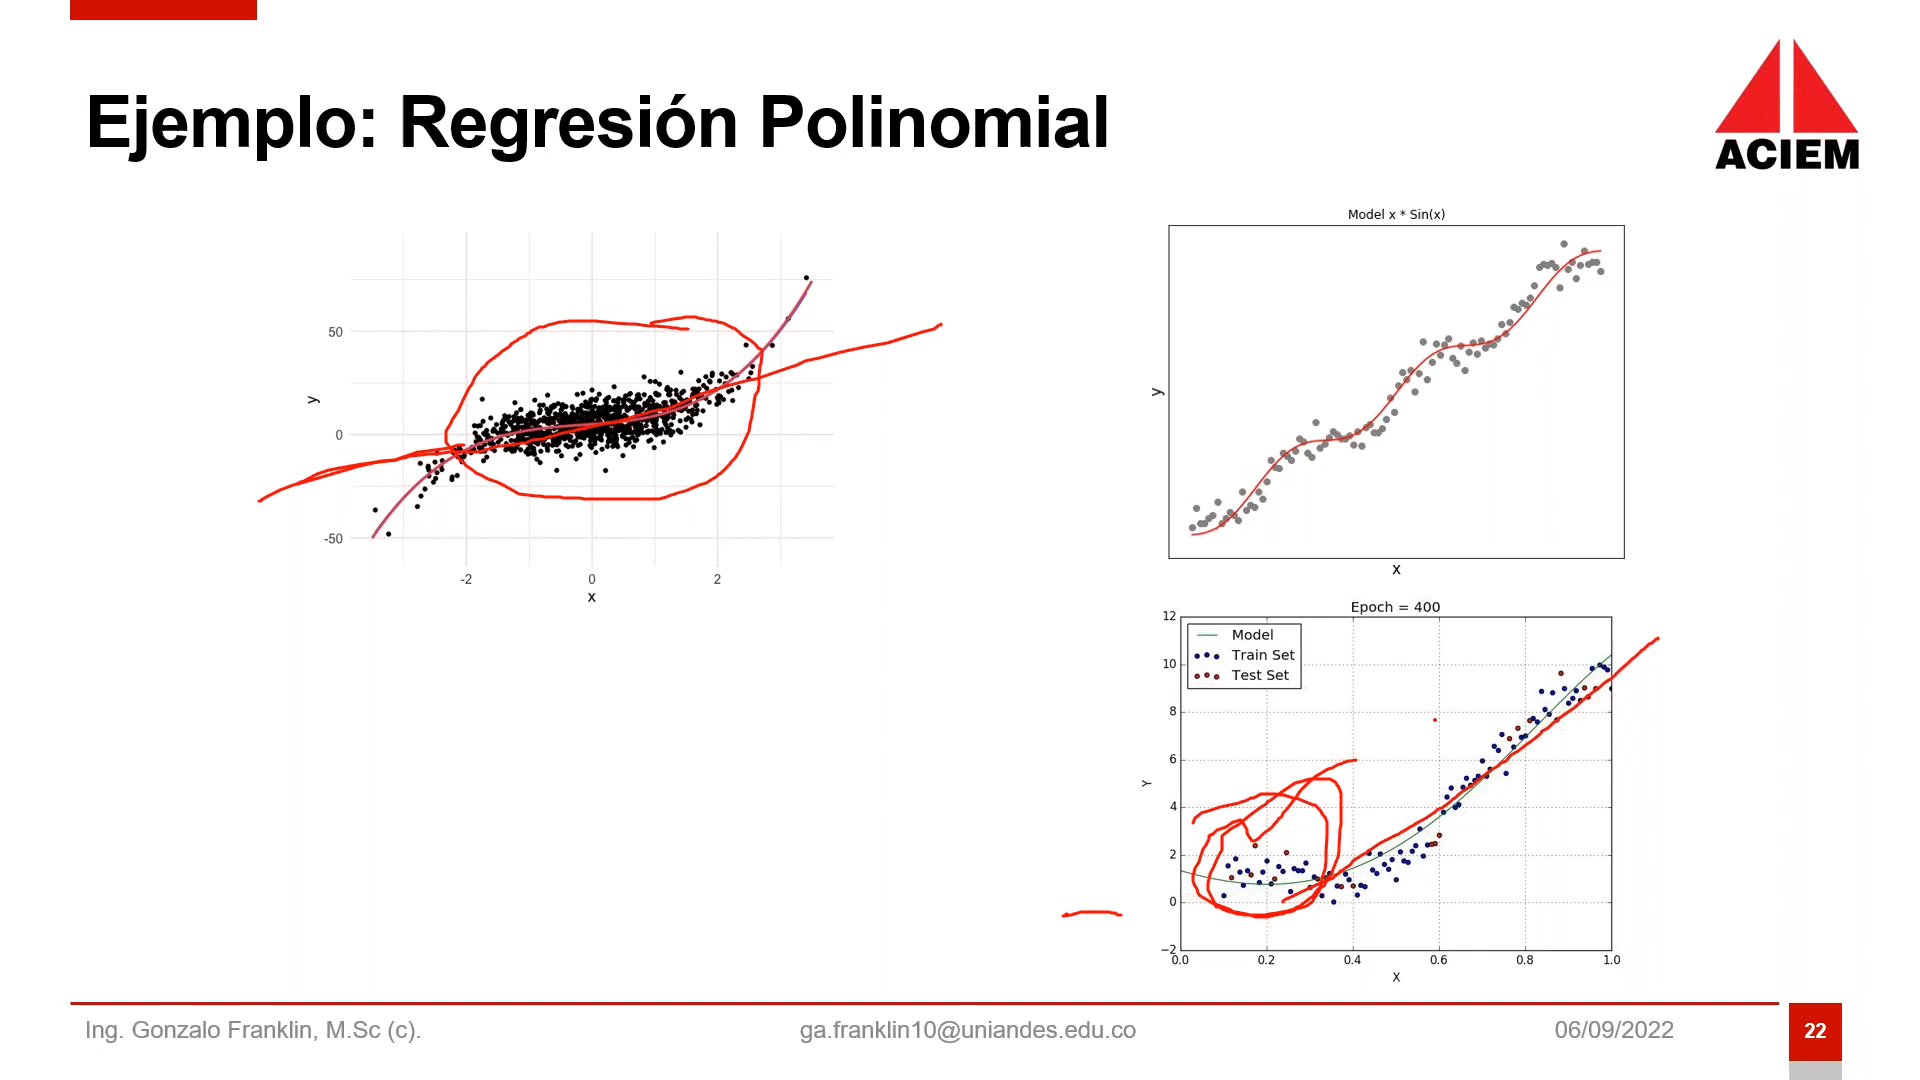 Ejemplo: Regresión Polinomial
ACIEM
y
50
0
-50
-2 0 2
x
Model x * Sin(x)
y
x
Epoch = 400
Model
Train Set
Test Set
Y
12
10
8
6
4
2
0
−2
0.0 0.2 0.4 0.6 0.8 1.0
X
Ing. Gonzalo Franklin, M.Sc (c).
ga.franklin10@uniandes.edu.co
06/09/2022
22